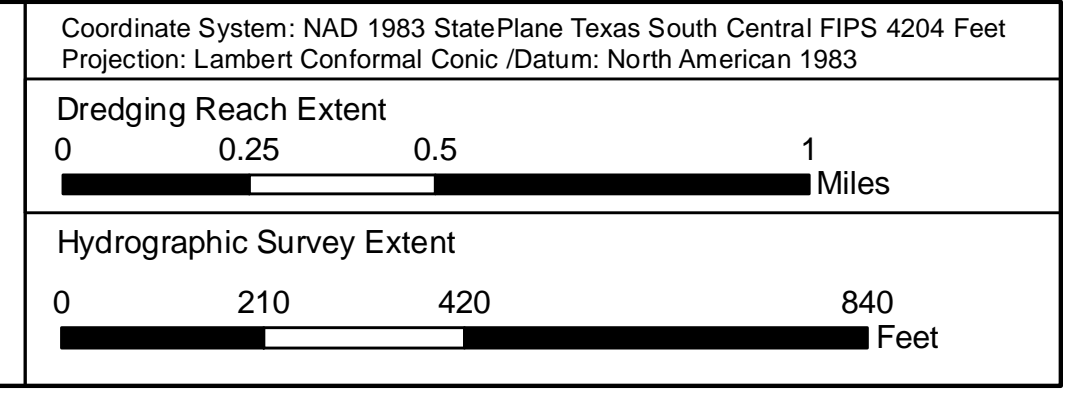 Coordinate System: NAD 1983 StatePlane Texas South Central FIPS 4204 Feet
Projection: Lambert Conformal Conic /Datum: North American 1983
Dredging Reach Extent
0 0.25 0.5 1
Miles
Hydrographic Survey Extent
0 210 420 840
Feet